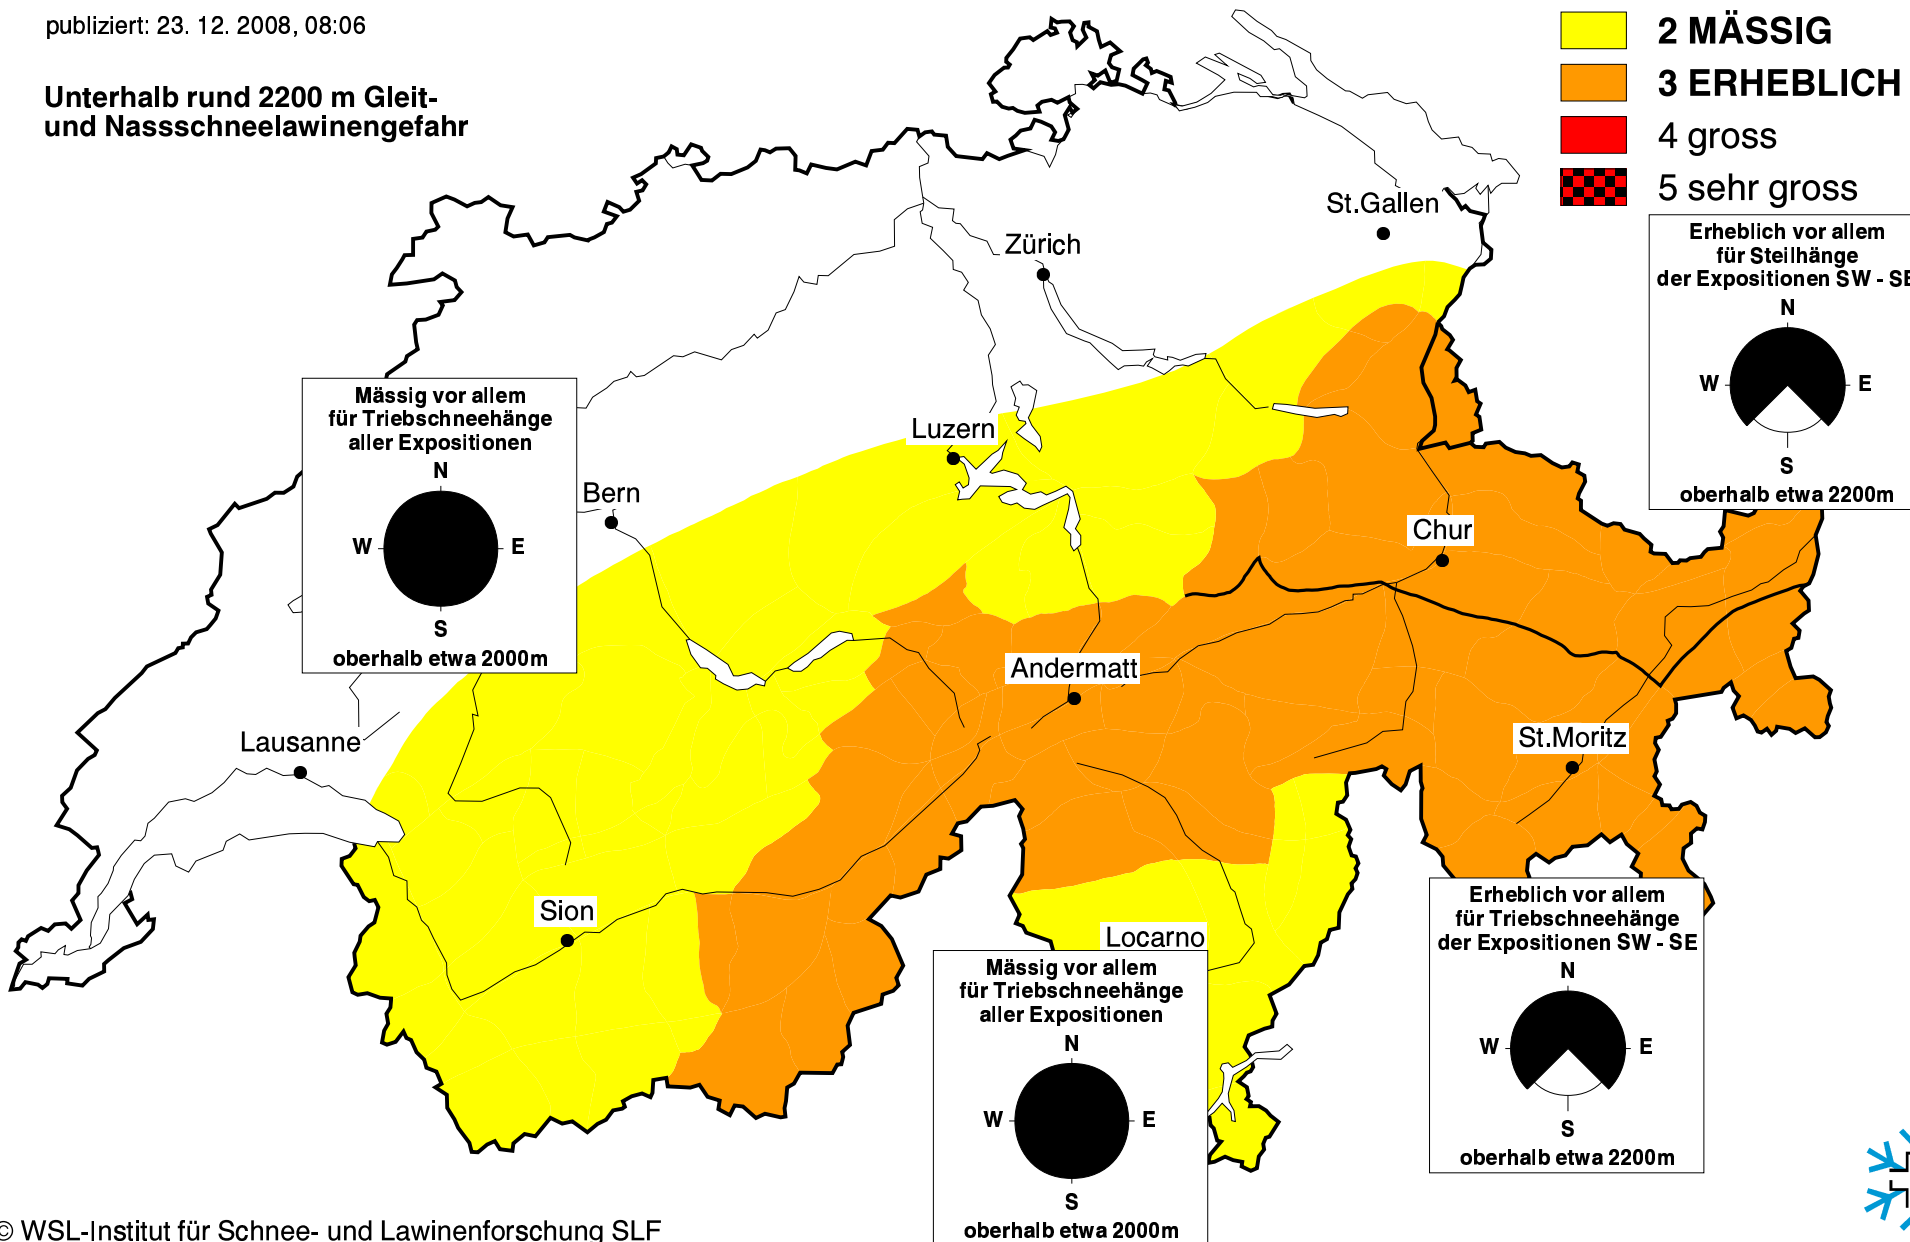 publiziert: 23. 12. 2008, 08:06
Unterhalb rund 2200 m Gleit-
und Nassschneelawinengefahr
2 MÄSSIG
3 ERHEBLICH
4 gross
5 sehr gross
Erheblich vor allem
für Steilhänge
der Expositionen SW - SE
N
W E
S
oberhalb etwa 2200m
St.Gallen
Zürich
Mässig vor allem
für Triebschneehänge
aller Expositionen
N
W E
S
oberhalb etwa 2000m
Luzern
Bern
Chur
Andermatt
Lausanne
St.Moritz
Sion
Locarno
Erheblich vor allem
für Triebschneehänge
der Expositionen SW - SE
N
W E
S
oberhalb etwa 2200m
Mässig vor allem
für Triebschneehänge
aller Expositionen
N
W E
S
oberhalb etwa 2000m
© WSL-Institut für Schnee- und Lawinenforschung SLF